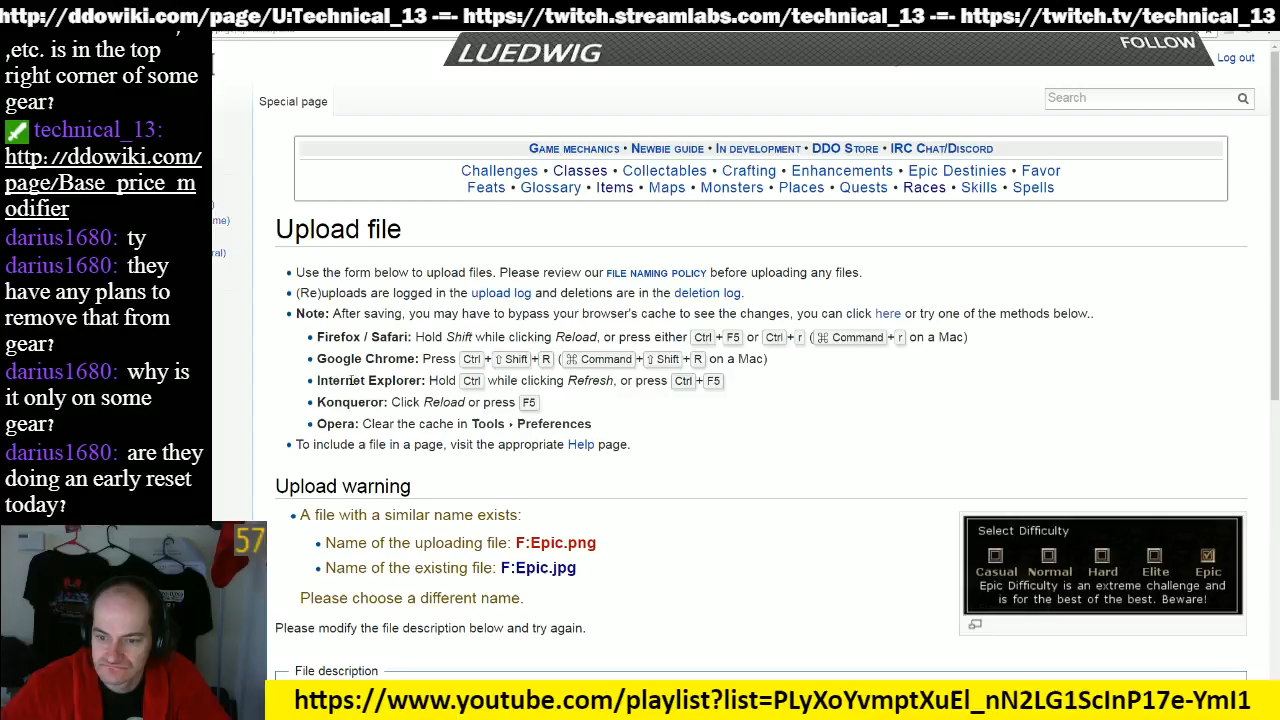 http://ddowiki.com/page/U:Technical_13 -=- https://twitch.streamlabs.com/technical_13 -=- https://twitch.tv/technical_13
,etc. is in the top
right corner of some
gear?
technical_13:
http://ddowiki.com/
page/Base_price_m
odifier
darius1680: ty
darius1680: they
have any plans to
remove that from
gear?
darius1680: why is
it only on some
gear?
darius1680: are they
doing an early reset
today?
57
LUEDWIG
FOLLOW
Log out
Special page
Search
Game mechanics • Newbie guide • In development • DDO Store • IRC Chat/Discord
Challenges • Classes • Collectables • Crafting • Enhancements • Epic Destinies • Favor
Feats • Glossary • Items • Maps • Monsters • Places • Quests • Races • Skills • Spells
Upload file
• Use the form below to upload files. Please review our file naming policy before uploading any files.
• (Re)uploads are logged in the upload log and deletions are in the deletion log.
• Note: After saving, you may have to bypass your browser's cache to see the changes, you can click here or try one of the methods below..
• Firefox / Safari: Hold Shift while clicking Reload, or press either Ctrl+F5 or Ctrl+r (⌘ Command+r on a Mac)
• Google Chrome: Press Ctrl+⇧ Shift+R (⌘ Command+⇧ Shift+R on a Mac)
• Internet Explorer: Hold Ctrl while clicking Refresh, or press Ctrl+F5
• Konqueror: Click Reload or press F5
• Opera: Clear the cache in Tools ‣ Preferences
• To include a file in a page, visit the appropriate Help page.
Upload warning
• A file with a similar name exists:
• Name of the uploading file: F:Epic.png
• Name of the existing file: F:Epic.jpg
Please choose a different name.
Please modify the file description below and try again.
Select Difficulty
Casual Normal Hard Elite Epic
Epic Difficulty is an extreme challenge and
is for the best of the best. Beware!
File description
https://www.youtube.com/playlist?list=PLyXoYvmptXuEl_nN2LG1ScInP17e-YmI1